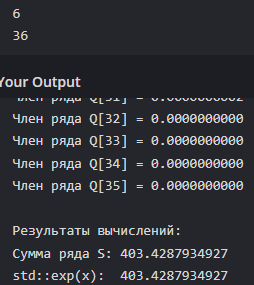 6
36
Your Output
Член ряда Q[31] = 0.0000000002
Член ряда Q[32] = 0.0000000000
Член ряда Q[33] = 0.0000000000
Член ряда Q[34] = 0.0000000000
Член ряда Q[35] = 0.0000000000
Результаты вычислений:
Сумма ряда S: 403.4287934927
std::exp(x): 403.4287934927